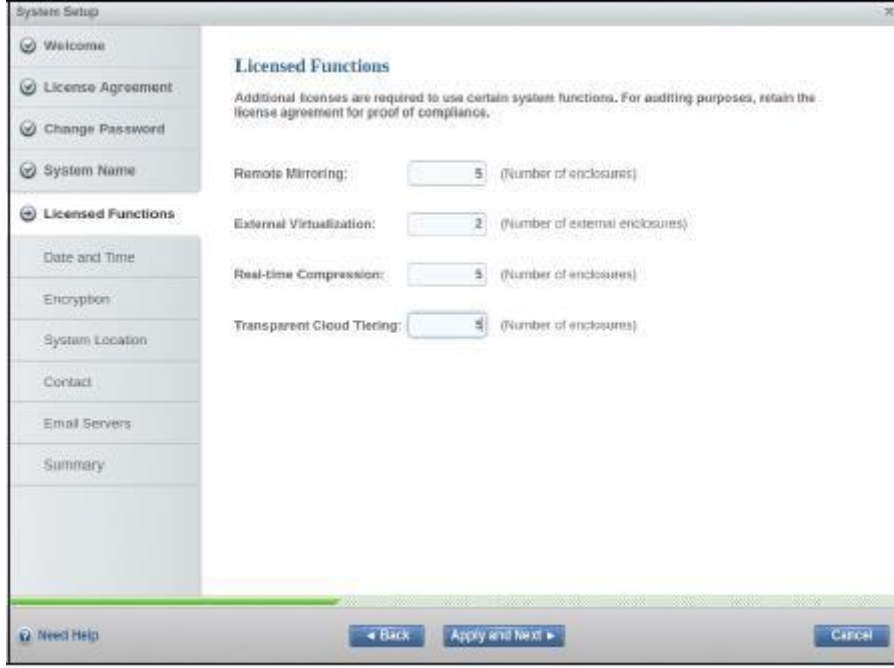 System Setup
Welcome
License Agreement
Change Password
System Name
Licensed Functions
Date and Time
Encryption
System Location
Contact
Email Servers
Summary
Licensed Functions
Additional licenses are required to use certain system functions. For auditing purposes, retain the
license agreement for proof of compliance.
Remote Mirroring: 5 (Number of enclosures)
External Virtualization: 2 (Number of external enclosures)
Real-time Compression: 5 (Number of enclosures)
Transparent Cloud Tiering: 5 (Number of enclosures)
Need Help
Back
Apply and Next
Cancel